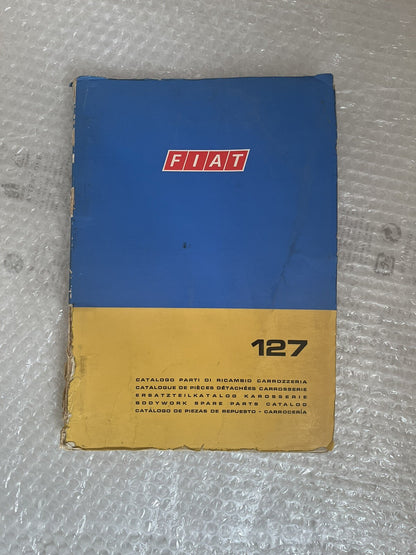 FIAT
127
CATALOGO PARTI DI RICAMBIO CARROZZERIA
CATALOGUE DE PIÈCES DÉTACHÉES CARROSSERIE
ERSATZTEILKATALOG KAROSSERIE
BODYWORK SPARE PARTS CATALOG
CATÁLOGO DE PIEZAS DE REPUESTO - CARROCERÍA